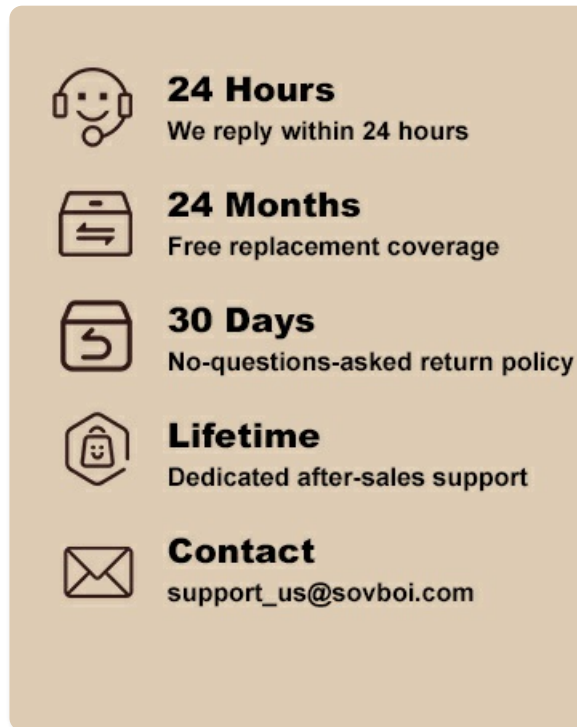 24 Hours
We reply within 24 hours
24 Months
Free replacement coverage
30 Days
No-questions-asked return policy
Lifetime
Dedicated after-sales support
Contact
support_us@sovboi.com